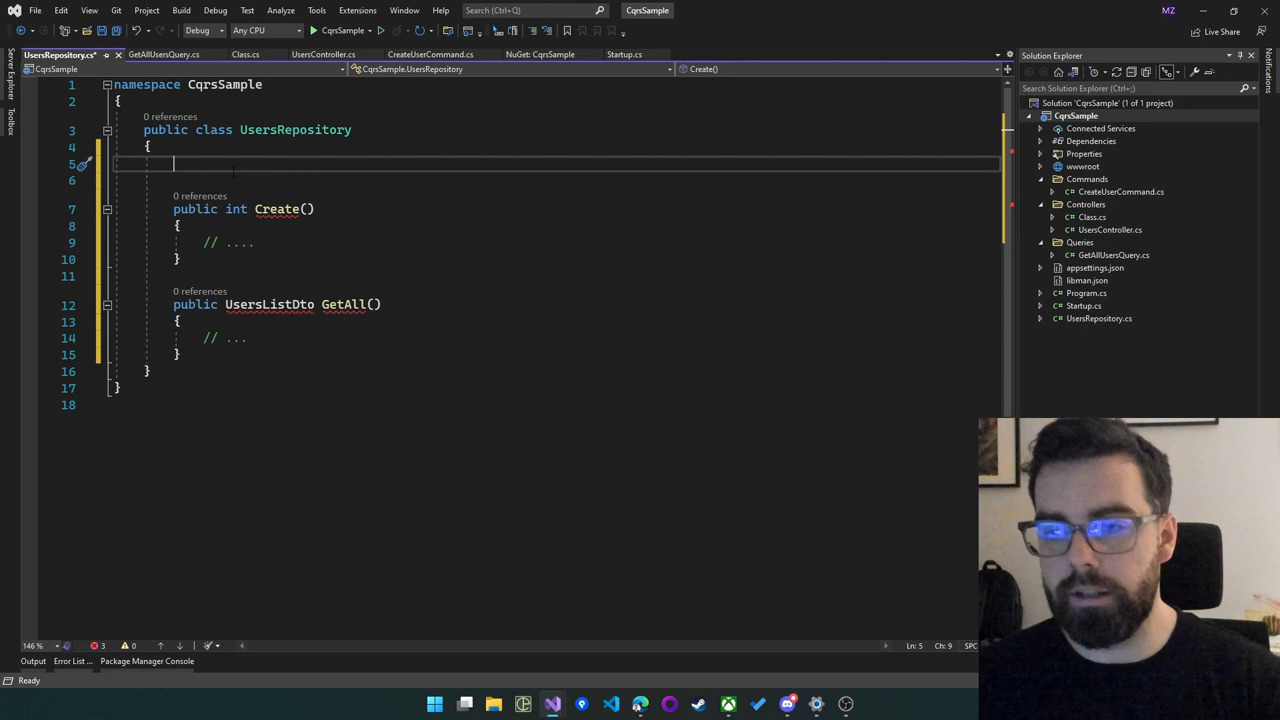 File Edit View Git Project Build Debug Test Analyze Tools Extensions Window Help Search (Ctrl+Q) CqrsSample MZ
Debug Any CPU CqrsSample Live Share
UsersRepository.cs* GetAllUsersQuery.cs Class.cs UsersController.cs CreateUserCommand.cs NuGet: CqrsSample Startup.cs
CqrsSample CqrsSample.UsersRepository Create()
Server Explorer
Toolbox
1 namespace CqrsSample
2 {
0 references
3 public class UsersRepository
4 {
5
6
0 references
7 public int Create()
8 {
9 // ....
10 }
11
0 references
12 public UsersListDto GetAll()
13 {
14 // ...
15 }
16 }
17 }
18
Solution Explorer
Search Solution Explorer (Ctrl+;)
Solution 'CqrsSample' (1 of 1 project)
CqrsSample
Connected Services
Dependencies
Properties
wwwroot
Commands
C# CreateUserCommand.cs
Controllers
C# Class.cs
C# UsersController.cs
Queries
C# GetAllUsersQuery.cs
appsettings.json
libman.json
C# Program.cs
C# Startup.cs
C# UsersRepository.cs
Notifications
146 % 3 0 Ln: 5 Ch: 9 SPC
Output Error List ... Package Manager Console
Ready